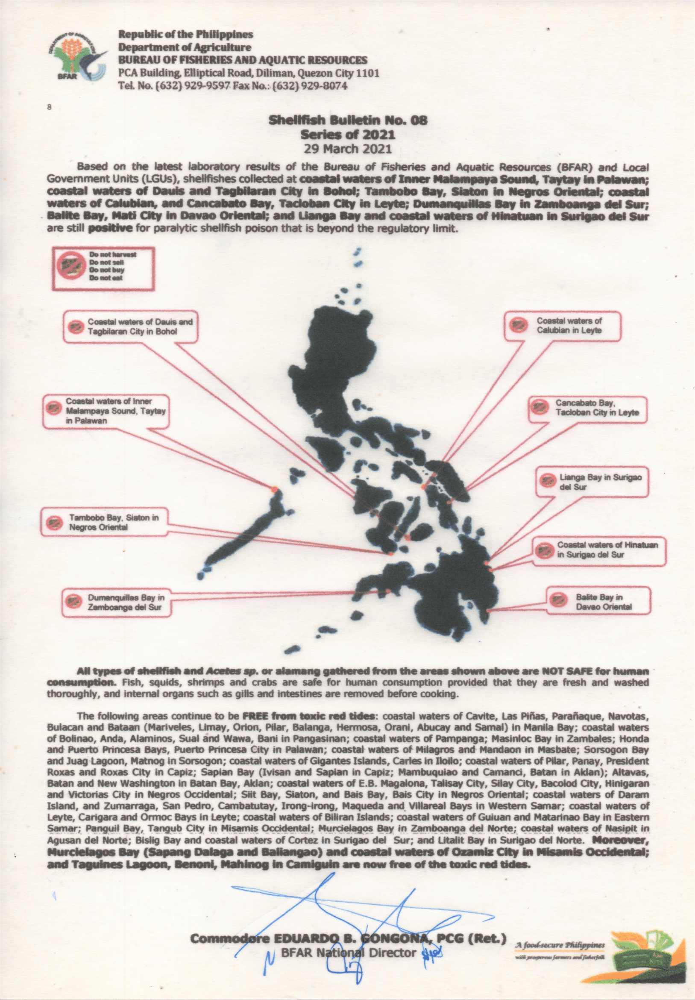 DEPARTMENT OF AGRICULTURE
BFAR
Republic of the Philippines
Department of Agriculture
BUREAU OF FISHERIES AND AQUATIC RESOURCES
PCA Building, Elliptical Road, Diliman, Quezon City 1101
Tel. No. (632) 929-9597 Fax No.: (632) 929-8074
8
Shellfish Bulletin No. 08
Series of 2021
29 March 2021
Based on the latest laboratory results of the Bureau of Fisheries and Aquatic Resources (BFAR) and Local
Government Units (LGUs), shellfishes collected at coastal waters of Inner Malampaya Sound, Taytay in Palawan;
coastal waters of Dauis and Tagbilaran City in Bohol; Tambobo Bay, Siaton in Negros Oriental; coastal
waters of Calubian, and Cancabato Bay, Tacloban City in Leyte; Dumanquillas Bay in Zamboanga del Sur;
Balite Bay, Mati City in Davao Oriental; and Lianga Bay and coastal waters of Hinatuan in Surigao del Sur
are still positive for paralytic shellfish poison that is beyond the regulatory limit.
Do not harvest
Do not sell
Do not buy
Do not eat
Coastal waters of Dauis and
Tagbilaran City in Bohol
Coastal waters of
Calubian in Leyte
Coastal waters of Inner
Malampaya Sound, Taytay
in Palawan
Cancabato Bay,
Tacloban City in Leyte
Lianga Bay in Surigao
del Sur
Tambobo Bay, Siaton in
Negros Oriental
Coastal waters of Hinatuan
in Surigao del Sur
Dumanquillas Bay in
Zamboanga del Sur
Balite Bay in
Davao Oriental
All types of shellfish and Acetes sp. or alamang gathered from the areas shown above are NOT SAFE for human
consumption. Fish, squids, shrimps and crabs are safe for human consumption provided that they are fresh and washed
thoroughly, and internal organs such as gills and intestines are removed before cooking.
The following areas continue to be FREE from toxic red tides: coastal waters of Cavite, Las Piñas, Parañaque, Navotas,
Bulacan and Bataan (Mariveles, Limay, Orion, Pilar, Balanga, Hermosa, Orani, Abucay and Samal) in Manila Bay; coastal waters
of Bolinao, Anda, Alaminos, Sual and Wawa, Bani in Pangasinan; coastal waters of Pampanga; Masinloc Bay in Zambales; Honda
and Puerto Princesa Bays, Puerto Princesa City in Palawan; coastal waters of Milagros and Mandaon in Masbate; Sorsogon Bay
and Juag Lagoon, Matnog in Sorsogon; coastal waters of Gigantes Islands, Carles in Iloilo; coastal waters of Pilar, Panay, President
Roxas and Roxas City in Capiz; Sapian Bay (Ivisan and Sapian in Capiz; Mambuquiao and Camanci, Batan in Aklan); Altavas,
Batan and New Washington in Batan Bay, Aklan; coastal waters of E.B. Magalona, Talisay City, Silay City, Bacolod City, Hinigaran
and Victorias City in Negros Occidental; Siit Bay, Siaton, and Bais Bay, Bais City in Negros Oriental; coastal waters of Daram
Island, and Zumarraga, San Pedro, Cambatutay, Irong-irong, Maqueda and Villareal Bays in Western Samar; coastal waters of
Leyte, Carigara and Ormoc Bays in Leyte; coastal waters of Biliran Islands; coastal waters of Guiuan and Matarinao Bay in Eastern
Samar; Panguil Bay, Tangub City in Misamis Occidental; Murcielagos Bay in Zamboanga del Norte; coastal waters of Nasipit in
Agusan del Norte; Bislig Bay and coastal waters of Cortez in Surigao del Sur; and Litalit Bay in Surigao del Norte. Moreover,
Murcielagos Bay (Sapang Dalaga and Baliangao) and coastal waters of Ozamiz City in Misamis Occidental;
and Taguines Lagoon, Benoni, Mahinog in Camiguin are now free of the toxic red tides.
Commodore EDUARDO B. GONGONA, PCG (Ret.)
BFAR National Director
A food-secure Philippines
with prosperous farmers and fisherfolk